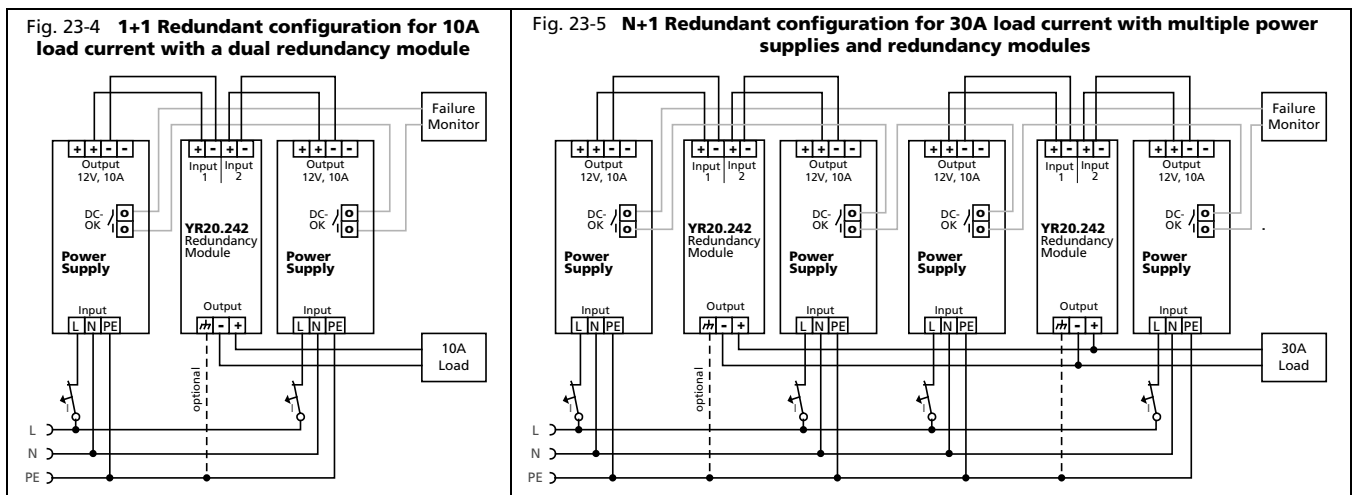 Fig. 23-4 1+1 Redundant configuration for 10A
load current with a dual redundancy module
Failure
Monitor
+ + - -
Output
12V, 10A
DC-
OK
Power
Supply
Input
L N PE
+ - + -
Input Input
1 2
YR20.242
Redundancy
Module
Output
- +
optional
+ + - -
Output
12V, 10A
DC-
OK
Power
Supply
Input
L N PE
10A
Load
I
I
L
N
PE
Fig. 23-5 N+1 Redundant configuration for 30A load current with multiple power
supplies and redundancy modules
Failure
Monitor
+ + - -
Output
12V, 10A
DC-
OK
Power
Supply
Input
L N PE
+ - + -
Input Input
1 2
YR20.242
Redundancy
Module
Output
- +
optional
+ + - -
Output
12V, 10A
DC-
OK
Power
Supply
Input
L N PE
+ + - -
Output
12V, 10A
DC-
OK
Power
Supply
Input
L N PE
+ - + -
Input Input
1 2
YR20.242
Redundancy
Module
Output
- +
optional
+ + - -
Output
12V, 10A
DC-
OK
Power
Supply
Input
L N PE
30A
Load
I
I
I
I
L
N
PE